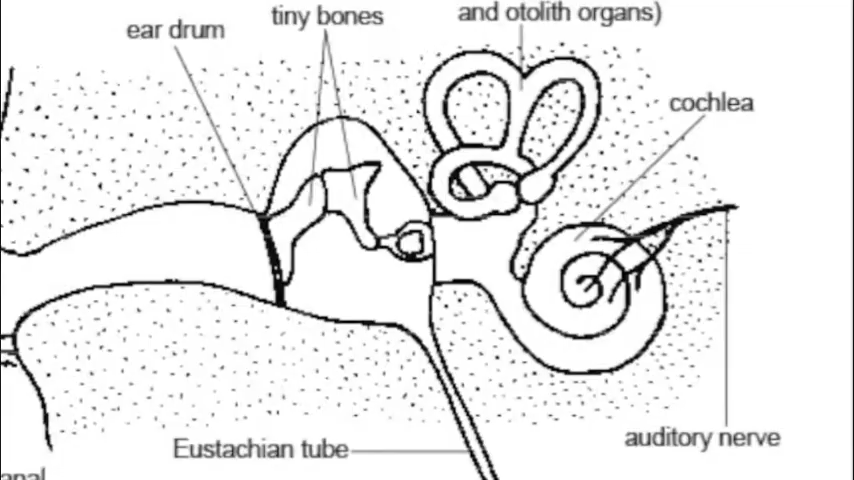 and otolith organs)
tiny bones
ear drum
cochlea
auditory nerve
Eustachian tube